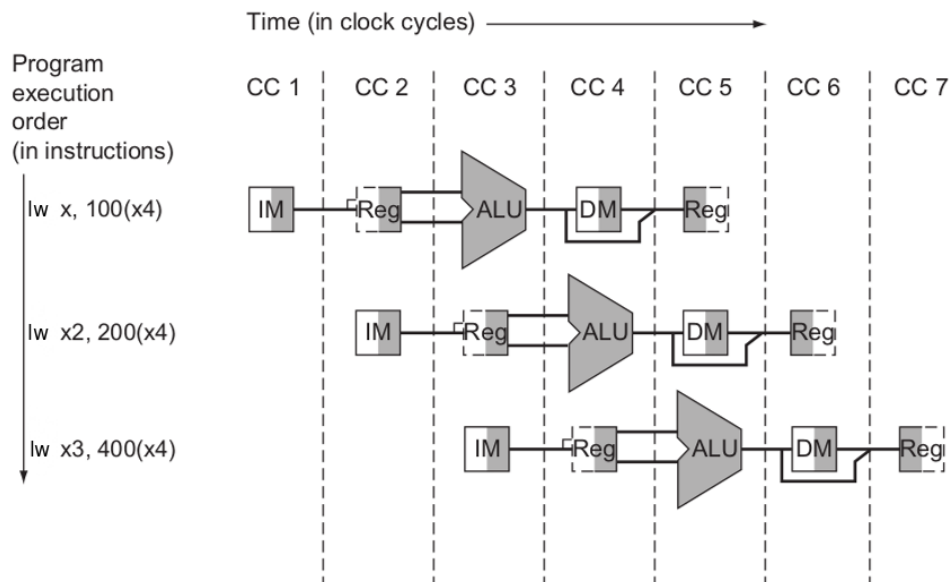 Time (in clock cycles)
Program
execution
order
(in instructions)
CC 1 CC 2 CC 3 CC 4 CC 5 CC 6 CC 7
lw x, 100(x4) IM Reg ALU DM Reg
lw x2, 200(x4) IM Reg ALU DM Reg
lw x3, 400(x4) IM Reg ALU DM Reg